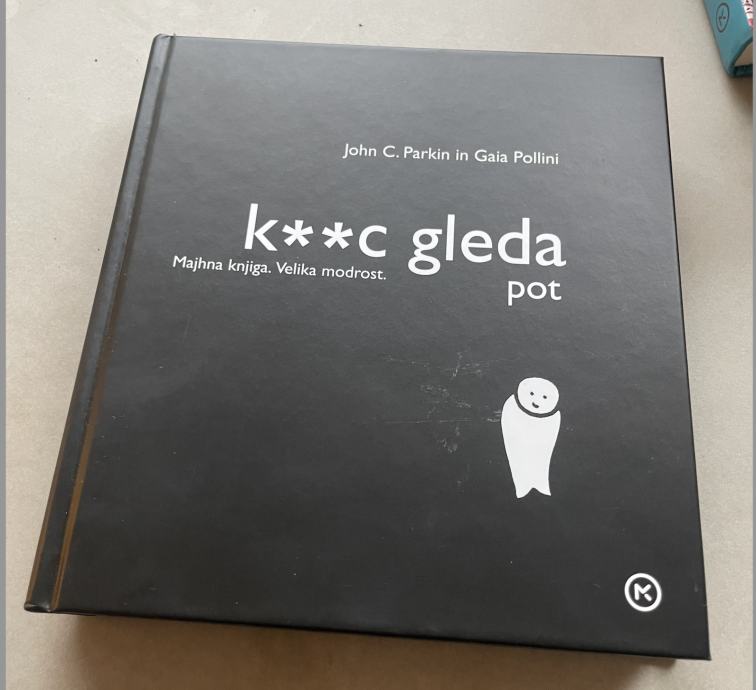 John C. Parkin in Gaia Pollini
k**c gleda
Majhna knjiga. Velika modrost.
pot